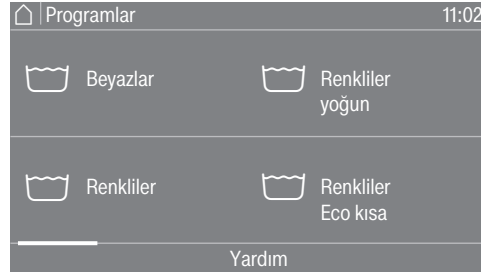 Programlar 11:02
Beyazlar
Renkliler
yoğun
Renkliler
Renkliler
Eco kısa
Yardım